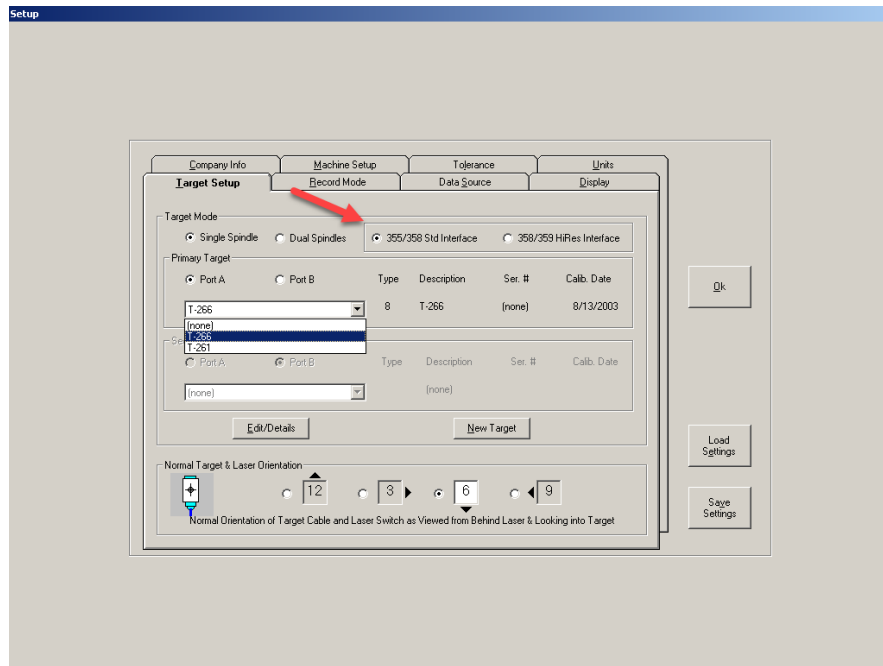 Setup
Company Info Machine Setup Tolerance Units
Target Setup Record Mode Data Source Display
Target Mode
Single Spindle Dual Spindles 355/358 Std Interface 358/359 HiRes Interface
Primary Target
Port A Port B Type Description Ser. # Calib. Date
T-266 8 T-266 (none) 8/13/2003
(none)
T-266
T-261
Port A Port B Type Description Ser. # Calib. Date
(none) (none)
Edit/Details New Target
Normal Target & Laser Orientation
12 3 6 9
Normal Orientation of Target Cable and Laser Switch as Viewed from Behind Laser & Looking into Target
Ok
Load
Settings
Save
Settings